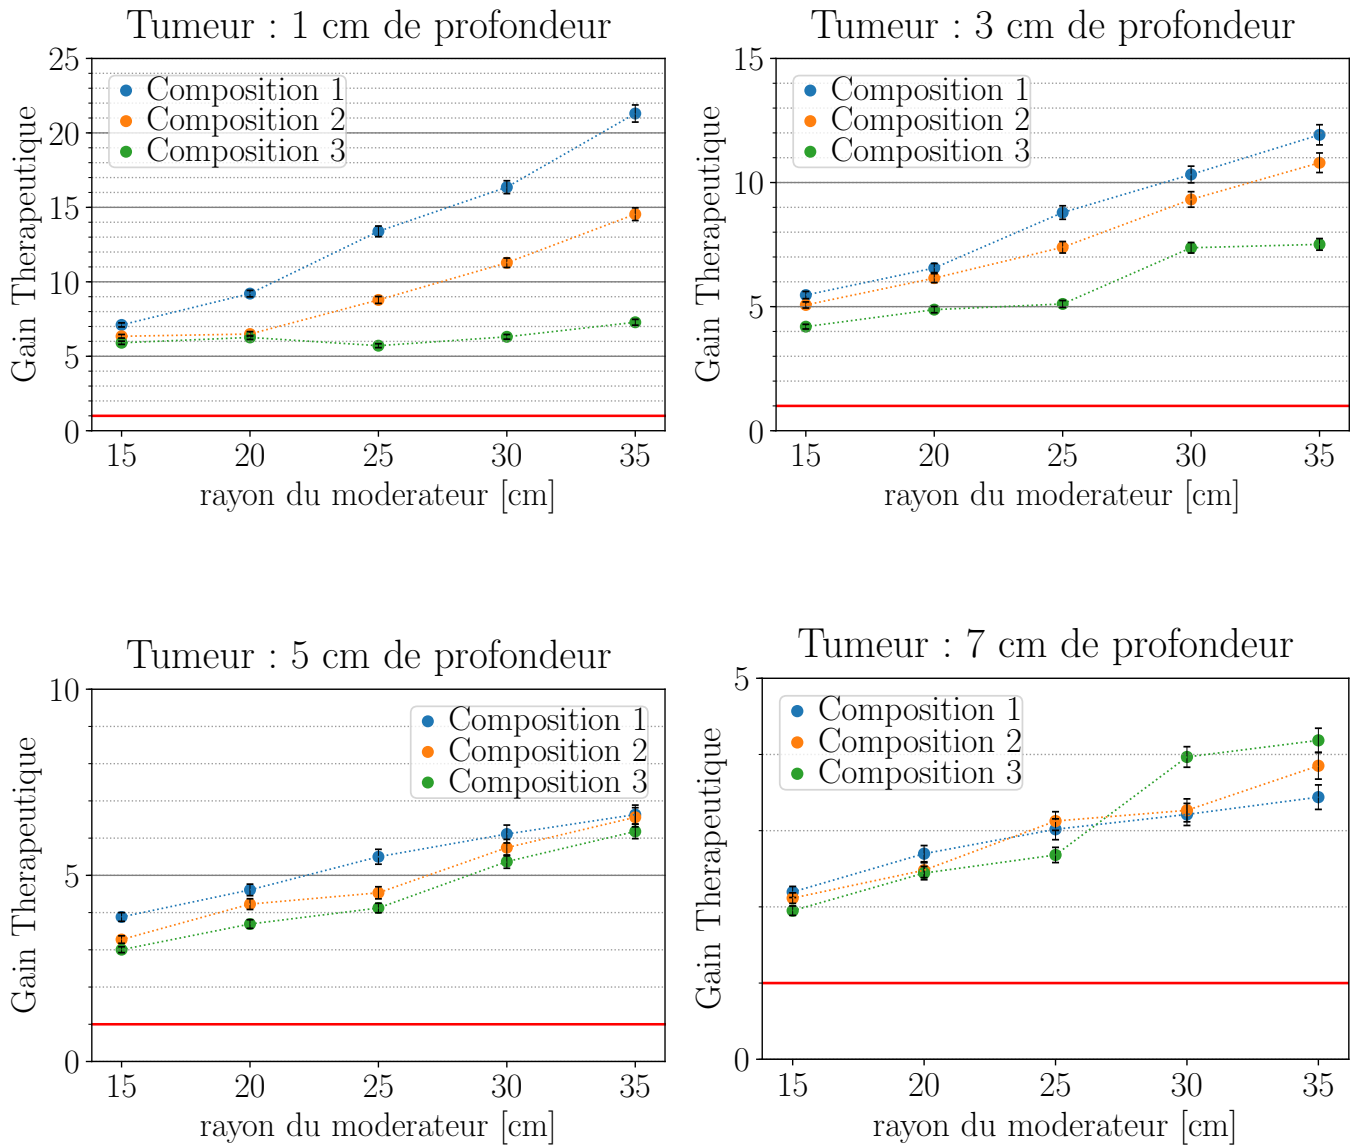 Tumeur : 1 cm de profondeur
25
20
15
10
5
0
Gain Therapeutique
Composition 1
Composition 2
Composition 3
15 20 25 30 35
rayon du moderateur [cm]
Tumeur : 3 cm de profondeur
15
10
5
0
Gain Therapeutique
Composition 1
Composition 2
Composition 3
15 20 25 30 35
rayon du moderateur [cm]
Tumeur : 5 cm de profondeur
10
5
0
Gain Therapeutique
Composition 1
Composition 2
Composition 3
15 20 25 30 35
rayon du moderateur [cm]
Tumeur : 7 cm de profondeur
5
0
Gain Therapeutique
Composition 1
Composition 2
Composition 3
15 20 25 30 35
rayon du moderateur [cm]